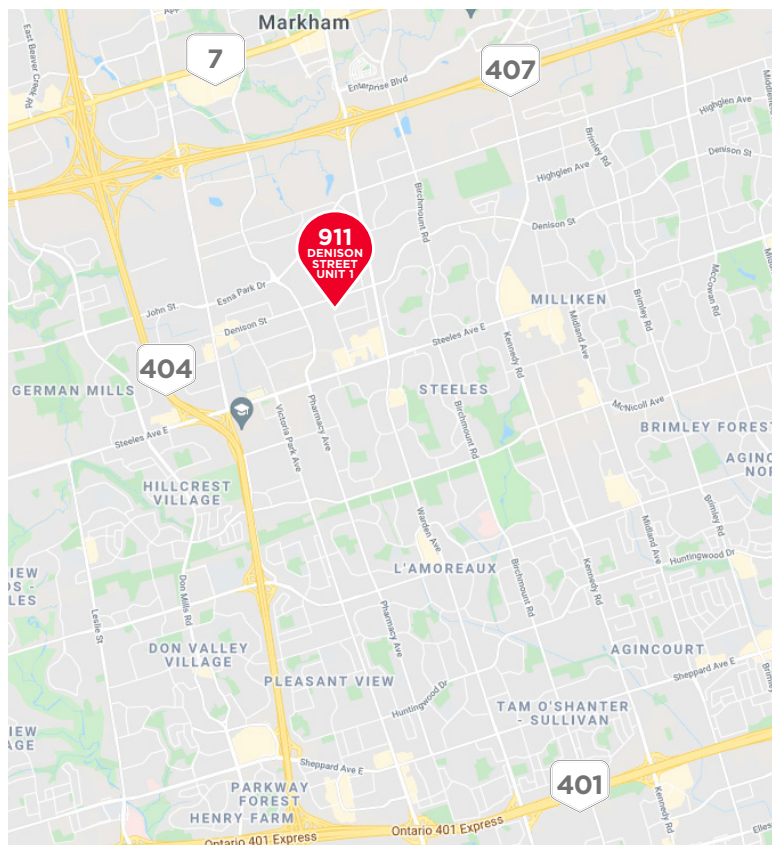 Markham
7
407
East Beaver Creek Rd
Enterprise Blvd
Highglen Ave
Brimley Rd
Denison St
Highglen Ave
Birchmount Rd
Denison St
911
DENISON
STREET
UNIT 1
Esna Park Dr
John St
Denison St
MILLIKEN
Brimley Rd
McCowan Rd
Midland Ave
Kennedy Rd
Steeles Ave E
404
GERMAN MILLS
STEELES
McNicoll Ave
Victoria Park Ave
Pharmacy Ave
Birchmount Rd
Steeles Ave E
BRIMLEY FOREST
HILLCREST
VILLAGE
Warden Ave
Midland Ave
Brimley Rd
L'AMOREAUX
Huntingwood Dr
Birchmount Rd
Kennedy Rd
Don Mills Rd
Leslie St
Pharmacy Ave
DON VALLEY
VILLAGE
AGINCOURT
Sheppard Ave E
PLEASANT VIEW
Huntingwood Dr
TAM O'SHANTER
- SULLIVAN
Sheppard Ave E
401
PARKWAY
FOREST
HENRY FARM
Kennedy Rd
Ontario 401 Express
Ontario 401 Express